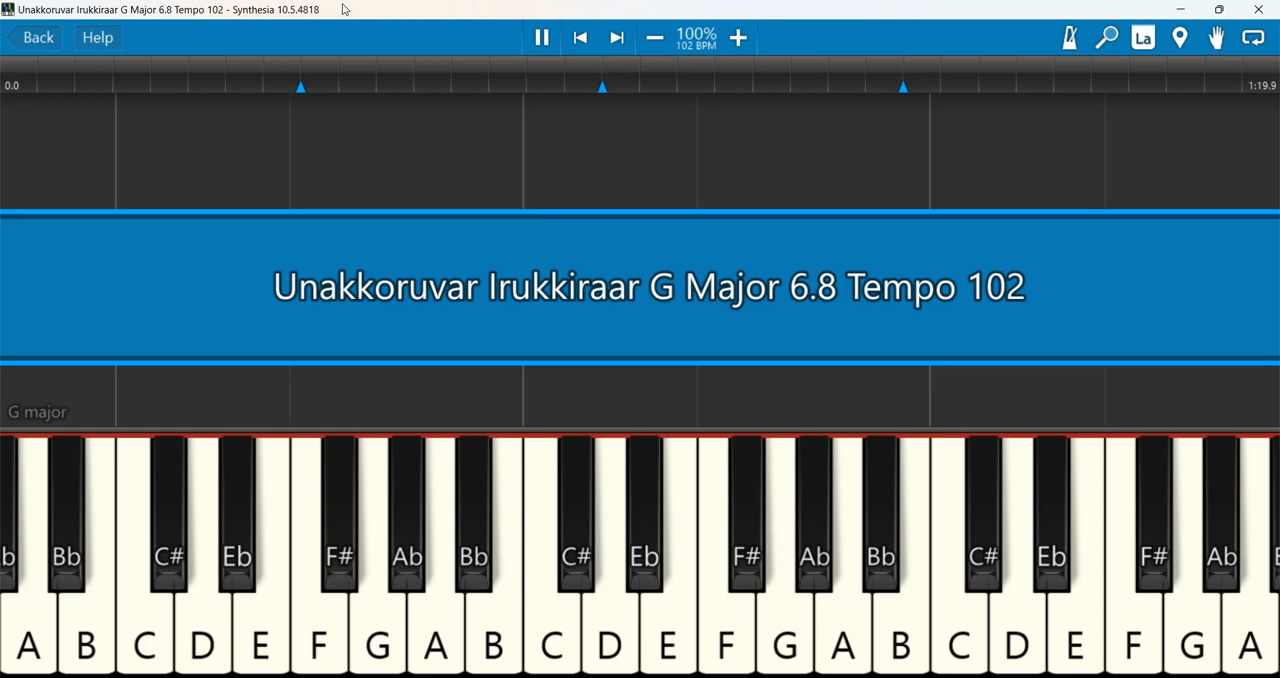 Unakkoruvar Irukkiraar G Major 6.8 Tempo 102 - Synthesia 10.5.4818
Back Help 100% La
102 BPM
0.0 1:19.9
Unakkoruvar Irukkiraar G Major 6.8 Tempo 102
G major
b Bb C# Eb F# Ab Bb C# Eb F# Ab Bb C# Eb F# Ab E
A B C D E F G A B C D E F G A B C D E F G A